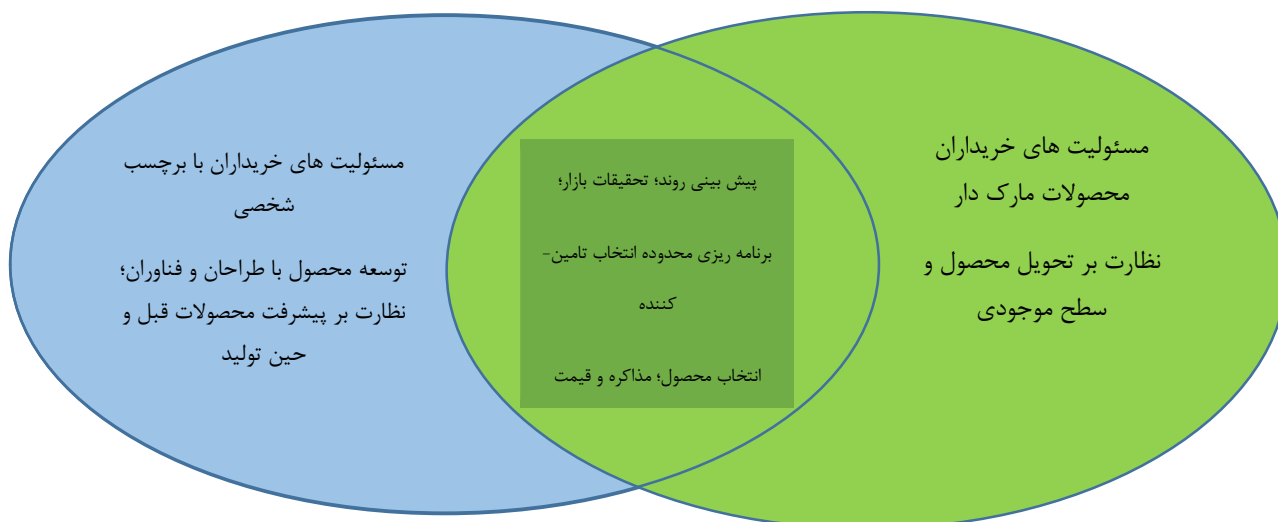 مسئولیت های خریداران
محصولات مارک دار
نظارت بر تحویل محصول و
سطح موجودی
پیش بینی روند؛ تحقیقات بازار؛
برنامه ریزی محدوده انتخاب تامین-
کننده
انتخاب محصول؛ مذاکره و قیمت
مسئولیت های خریداران با برچسب
شخصی
توسعه محصول با طراحان و فناوران؛
نظارت بر پیشرفت محصولات قبل و
حین تولید